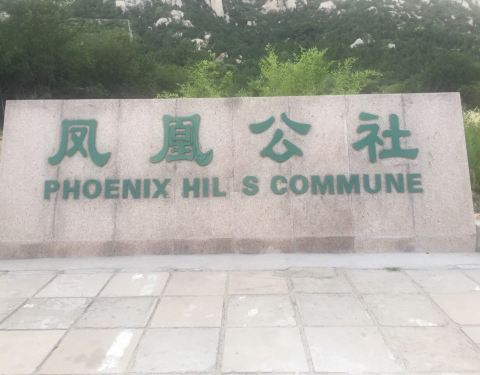 凤凰公社
PHOENIX HIL S COMMUNE